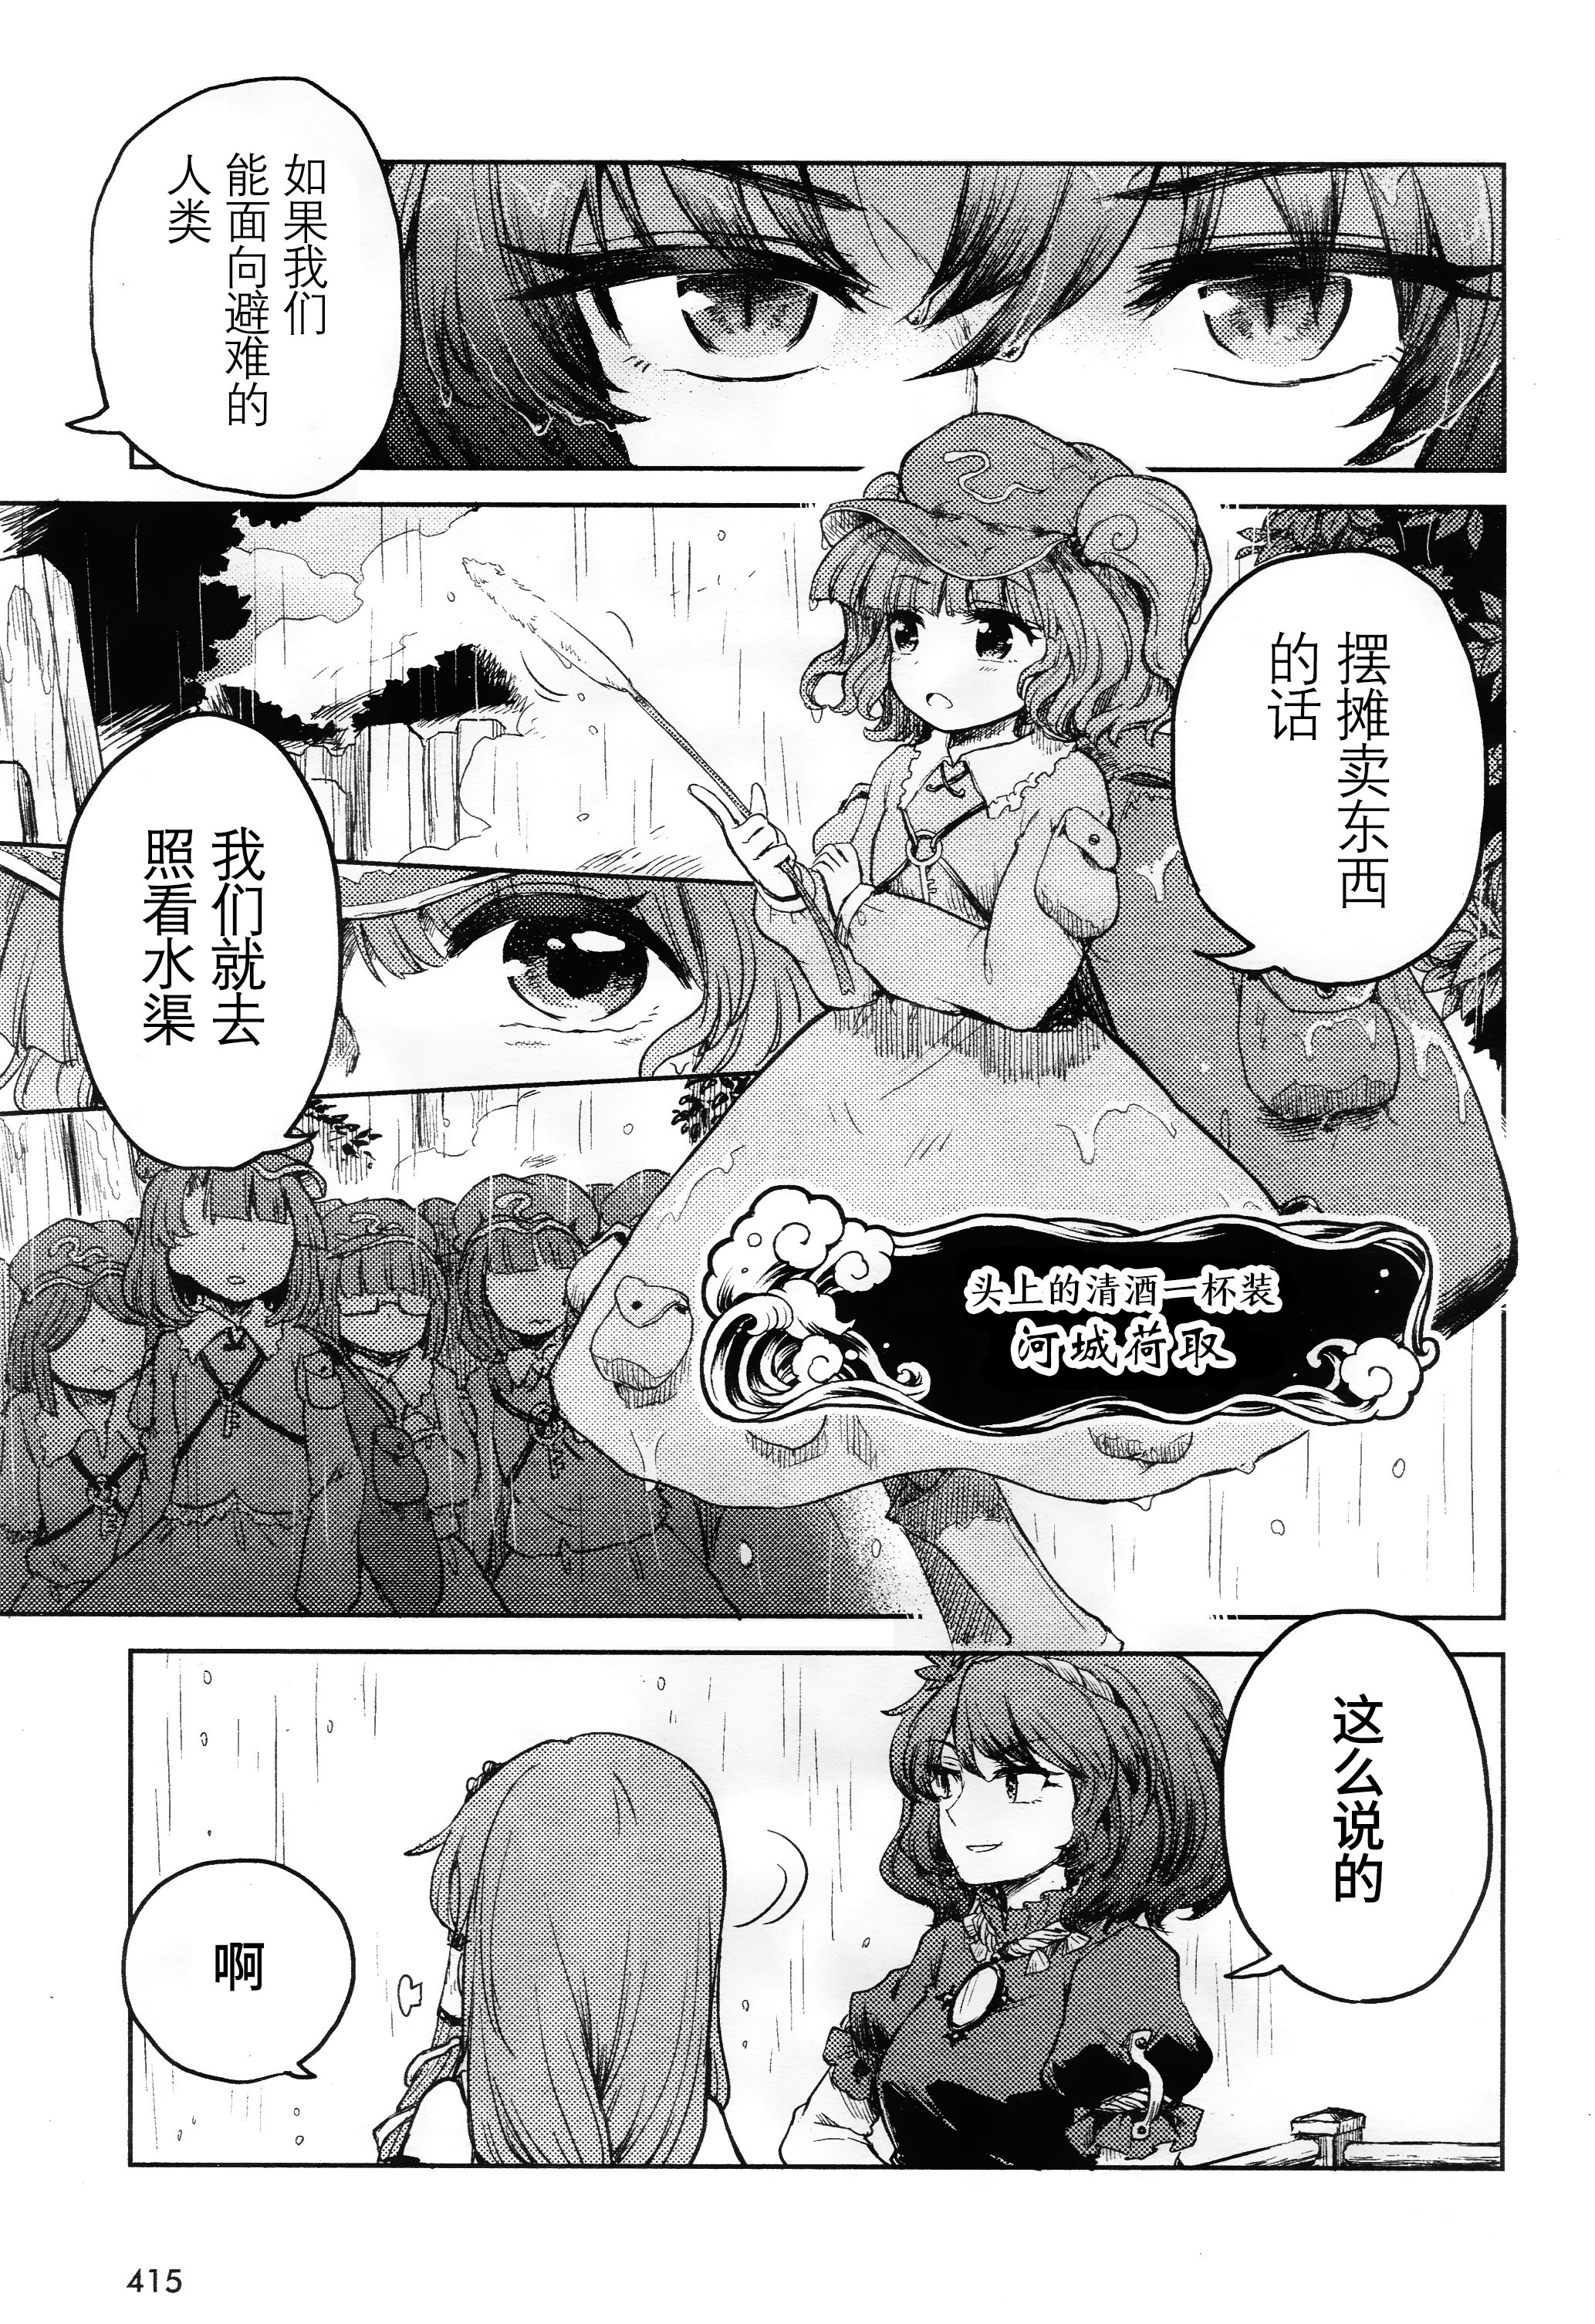 如果我们
能面向避难的
人类
摆摊卖东西
的话
我们就去
照看水渠
头上的清酒一杯装
河城荷取
这么说的
啊
415